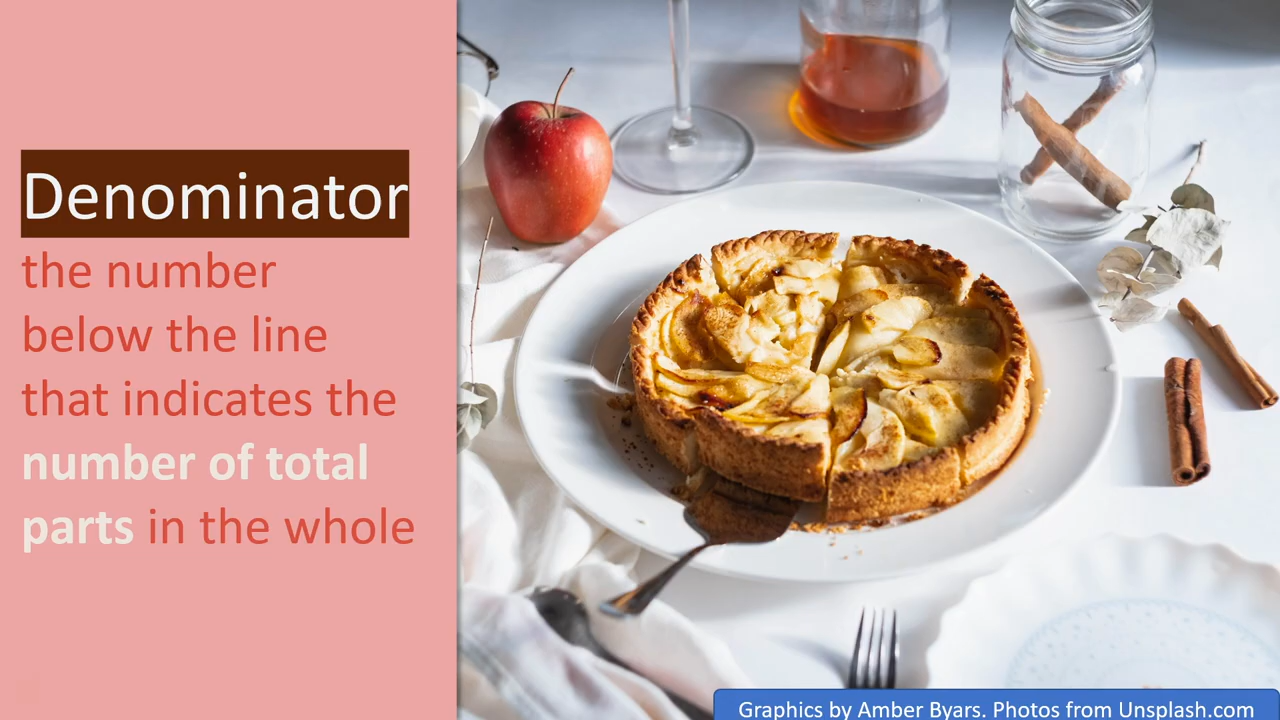 Denominator
the number
below the line
that indicates the
number of total
parts in the whole
Graphics by Amber Byars. Photos from Unsplash.com